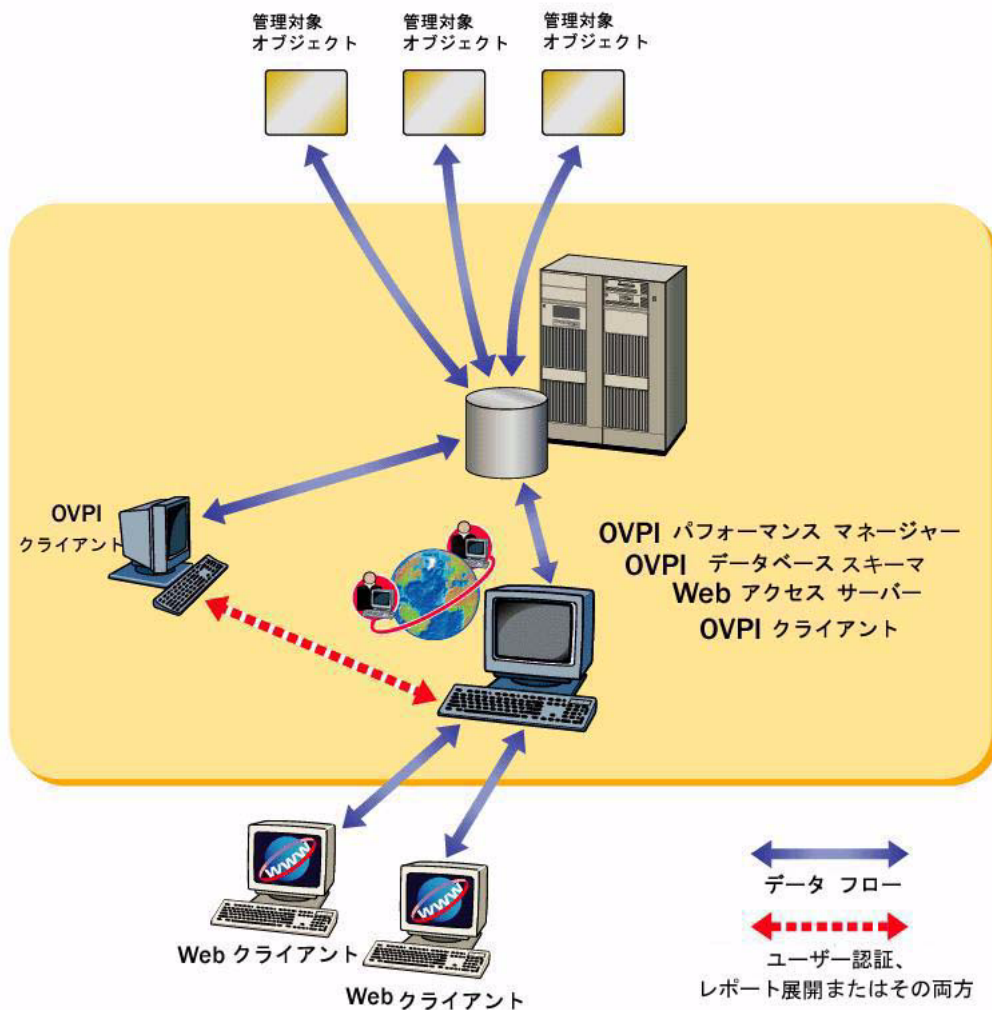 管理対象
オブジェクト
管理対象
オブジェクト
管理対象
オブジェクト
OVPI
クライアント
OVPI パフォーマンス マネージャー
OVPI データベース スキーマ
Web アクセス サーバー
OVPI クライアント
WWW
Web クライアント
WWW
Web クライアント
データ フロー
ユーザー認証、
レポート展開またはその両方